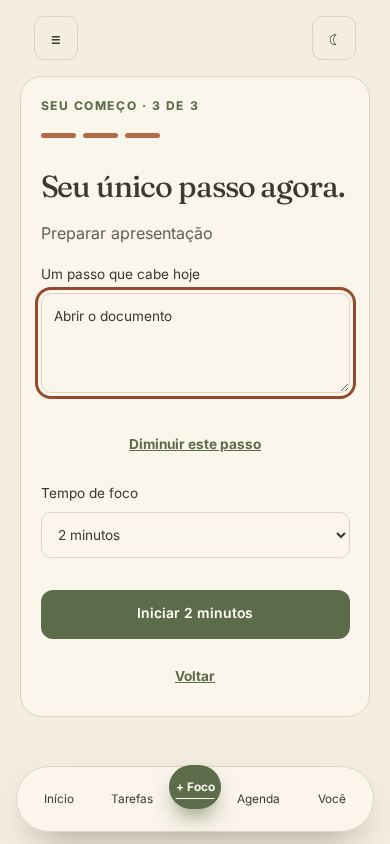 SEU COMEÇO · 3 DE 3
Seu único passo agora.
Preparar apresentação
Um passo que cabe hoje
Abrir o documento
Diminuir este passo
Tempo de foco
2 minutos
Iniciar 2 minutos
Voltar
Início Tarefas + Foco Agenda Você